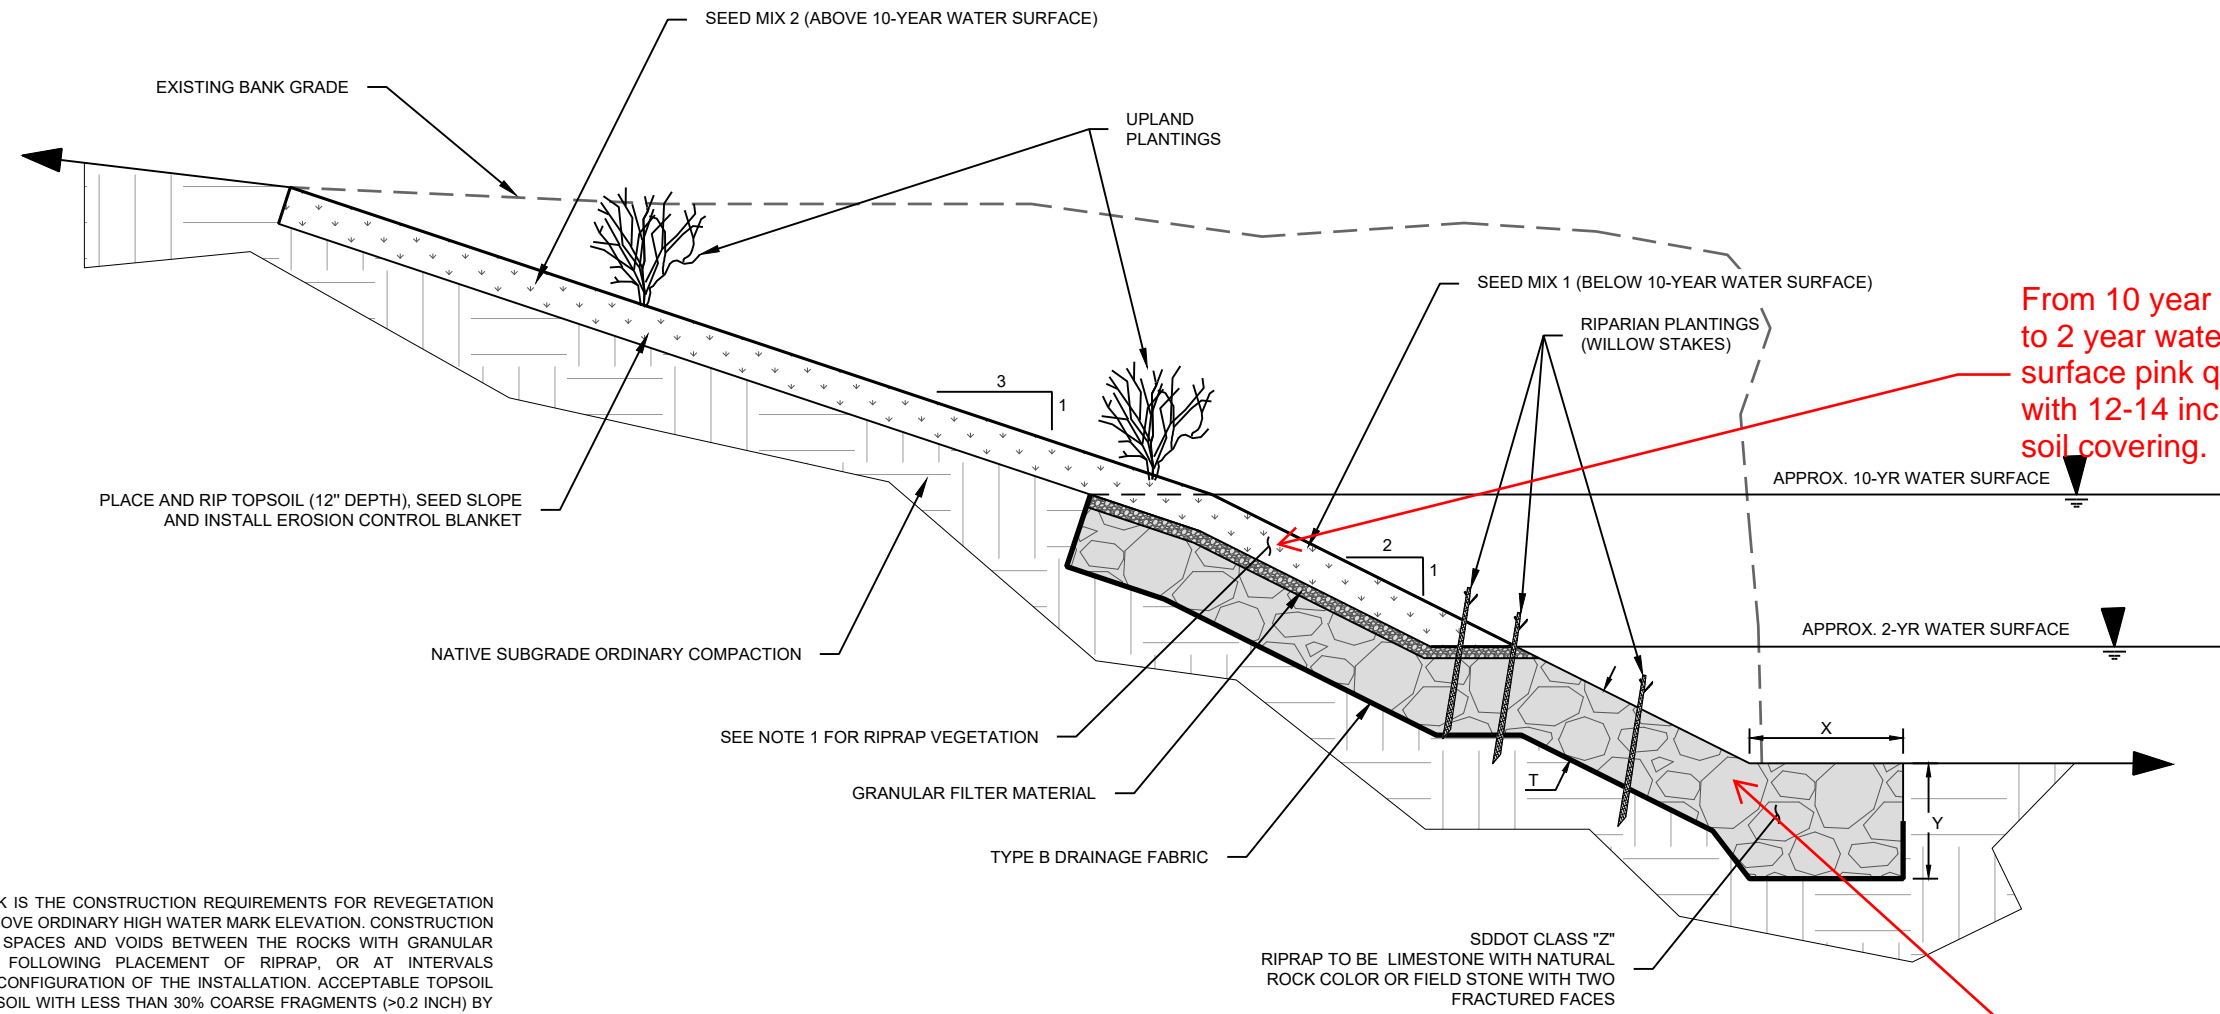 SEED MIX 2 (ABOVE 10-YEAR WATER SURFACE)
EXISTING BANK GRADE
UPLAND
PLANTINGS
SEED MIX 1 (BELOW 10-YEAR WATER SURFACE)
RIPARIAN PLANTINGS
(WILLOW STAKES)
From 10 year
to 2 year
surface pink
with 12-14
soil covering.
3
1
APPROX. 10-YR WATER SURFACE
PLACE AND RIP TOPSOIL (12" DEPTH), SEED SLOPE
AND INSTALL EROSION CONTROL BLANKET
2
1
APPROX. 2-YR WATER SURFACE
NATIVE SUBGRADE ORDINARY COMPACTION
SEE NOTE 1 FOR RIPRAP VEGETATION
X
GRANULAR FILTER MATERIAL
T
Y
TYPE B DRAINAGE FABRIC
IS THE CONSTRUCTION REQUIREMENTS FOR REVEGETATION
ORDINARY HIGH WATER MARK ELEVATION. CONSTRUCTION
SPACES AND VOIDS BETWEEN THE ROCKS WITH GRANULAR
FOLLOWING PLACEMENT OF RIPRAP, OR AT INTERVALS
CONFIGURATION OF THE INSTALLATION. ACCEPTABLE TOPSOIL
SOIL WITH LESS THAN 30% COARSE FRAGMENTS (>0.2 INCH) BY
SDDOT CLASS "Z"
RIPRAP TO BE LIMESTONE WITH NATURAL
ROCK COLOR OR FIELD STONE WITH TWO
FRACTURED FACES